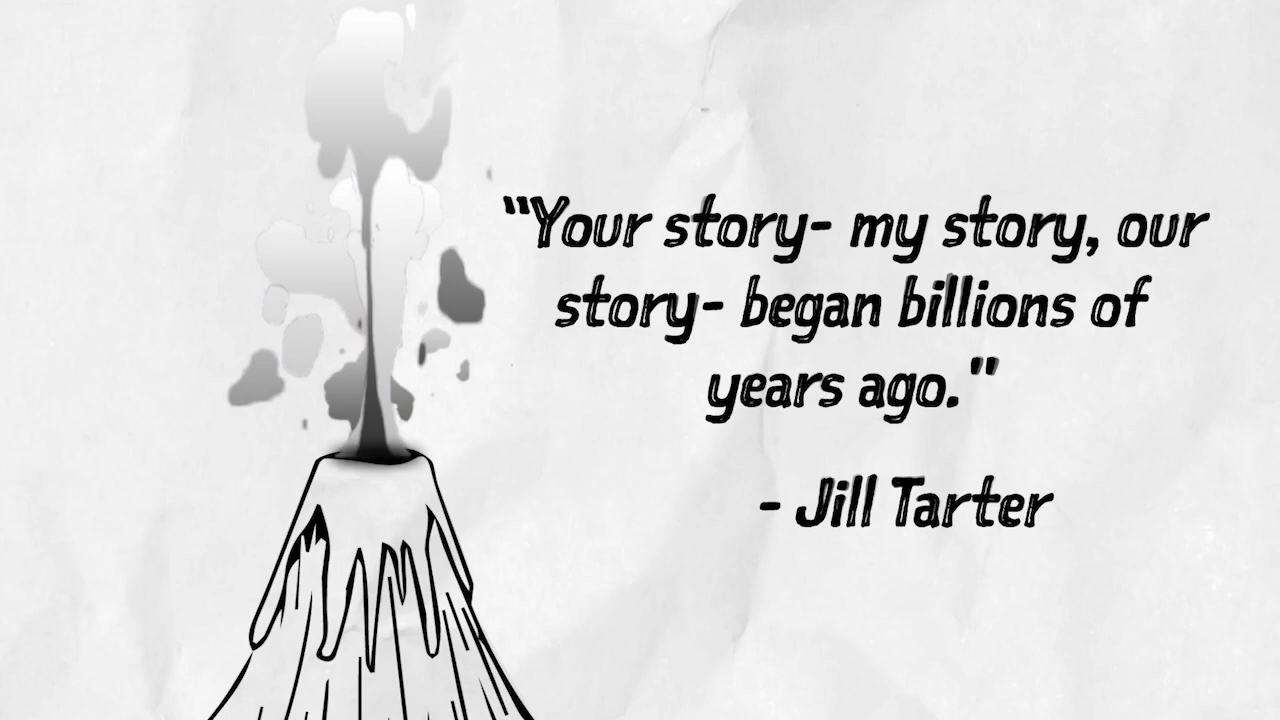 "Your story- my story, our
story- began billions of
years ago."
- Jill Tarter